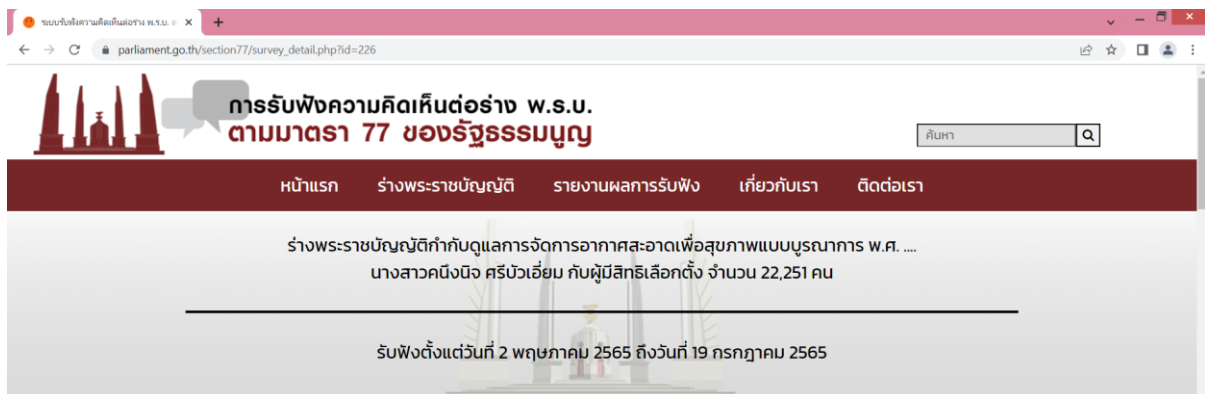 ระบบรับฟังความคิดเห็นต่อร่าง พ.ร.บ. ต
parliament.go.th/section77/survey_detail.php?id=226
การรับฟังความคิดเห็นต่อร่าง พ.ร.บ.
ตามมาตรา 77 ของรัฐธรรมนูญ
ค้นหา
หน้าแรก ร่างพระราชบัญญัติ รายงานผลการรับฟัง เกี่ยวกับเรา ติดต่อเรา
ร่างพระราชบัญญัติกำกับดูแลการจัดการอากาศสะอาดเพื่อสุขภาพแบบบูรณาการ พ.ศ. ....
นางสาวคนึงนิจ ศรีบัวเอี่ยม กับผู้มีสิทธิเลือกตั้ง จำนวน 22,251 คน
รับฟังตั้งแต่วันที่ 2 พฤษภาคม 2565 ถึงวันที่ 19 กรกฎาคม 2565